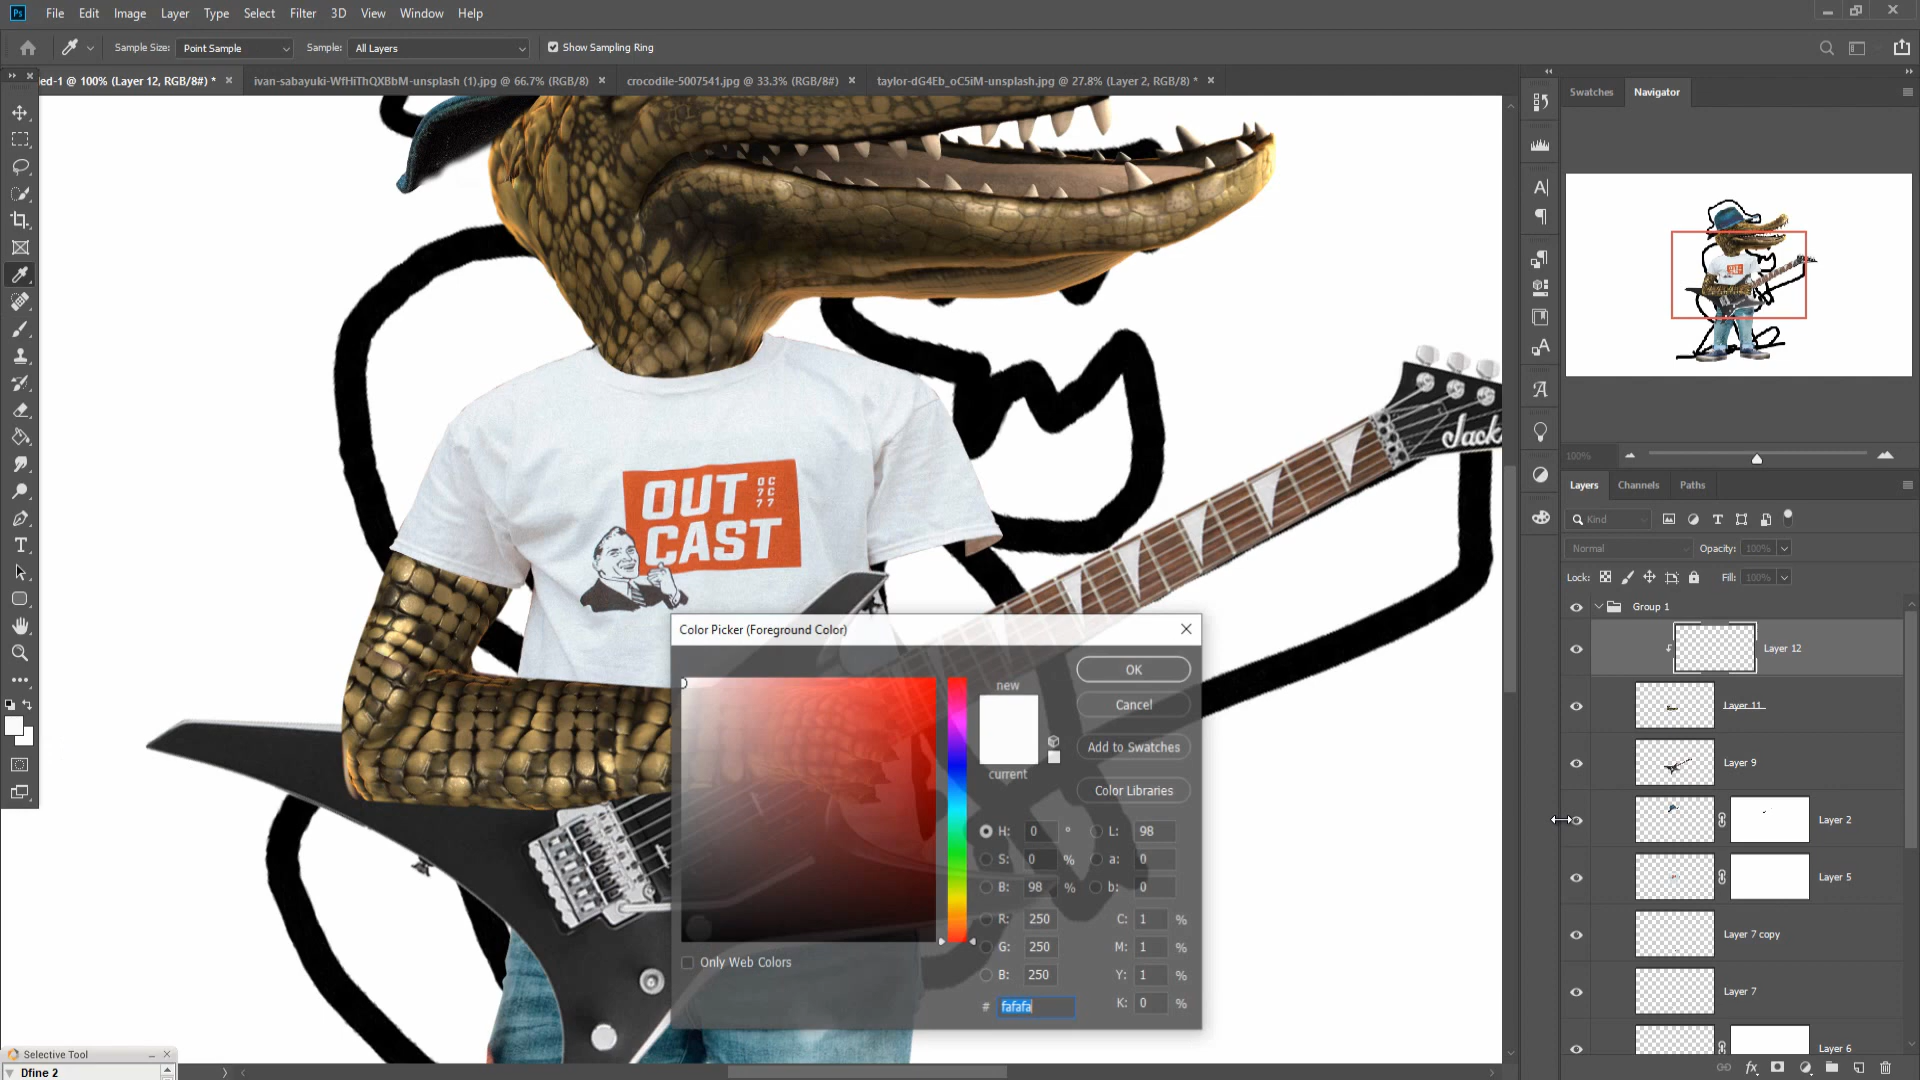 Ps File Edit Image Layer Type Select Filter 3D View Window Help
Sample Size: Point Sample Sample: All Layers Show Sampling Ring
ed-1 @ 100% (Layer 12, RGB/8#) * ivan-sabayuki-WfHiThQXBbM-unsplash (1).jpg @ 66.7% (RGB/8) crocodile-5007541.jpg @ 33.3% (RGB/8#) taylor-dG4Eb_oC5iM-unsplash.jpg @ 27.8% (Layer 2, RGB/8) *
Swatches Navigator
100%
Layers Channels Paths
Kind
Normal Opacity: 100%
Lock: Fill: 100%
Group 1
Layer 12
Layer 11
Layer 9
Layer 2
Layer 5
Layer 7 copy
Layer 7
Layer 6
Jack
OUT
CAST
OC
7C
77
Color Picker (Foreground Color)
new
current
OK
Cancel
Add to Swatches
Color Libraries
H: 0 ° L: 98
S: 0 % a: 0
B: 98 % b: 0
R: 250 C: 1 %
G: 250 M: 1 %
B: 250 Y: 1 %
# fafafa K: 0 %
Only Web Colors
Selective Tool
Dfine 2